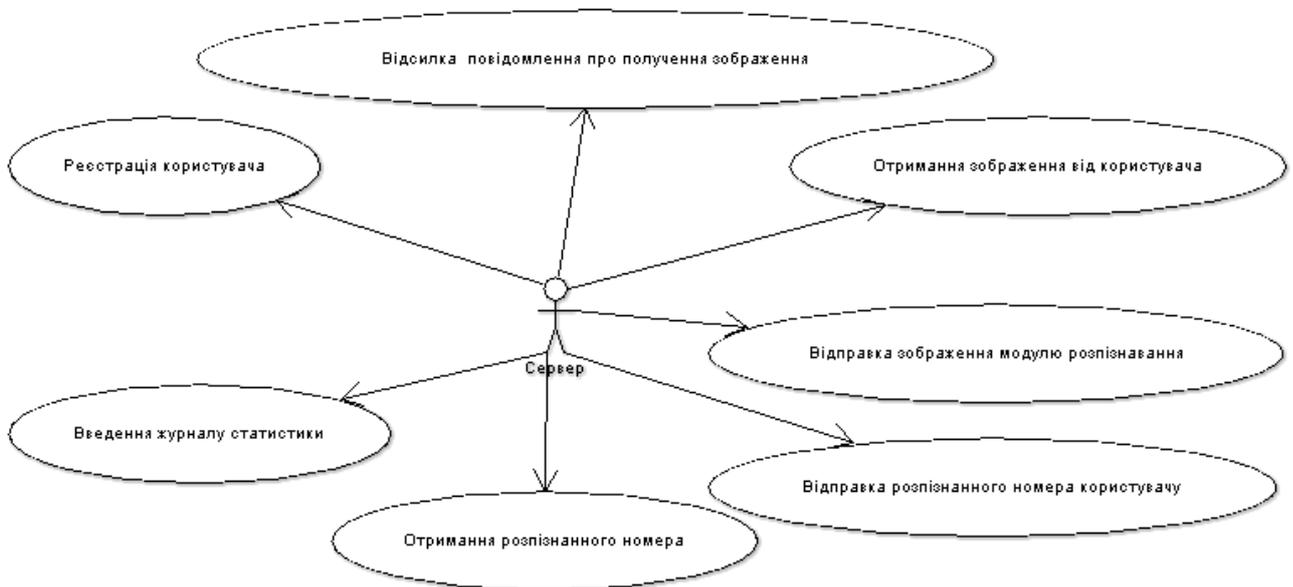 Відсилка повідомлення про получення зображення
Реєстрація користувача
Отримання зображення від користувача
Відправка зображення модулю розпізнавання
Сервер
Введення журналу статистики
Відправка розпізнанного номера користувачу
Отримання розпізнанного номера